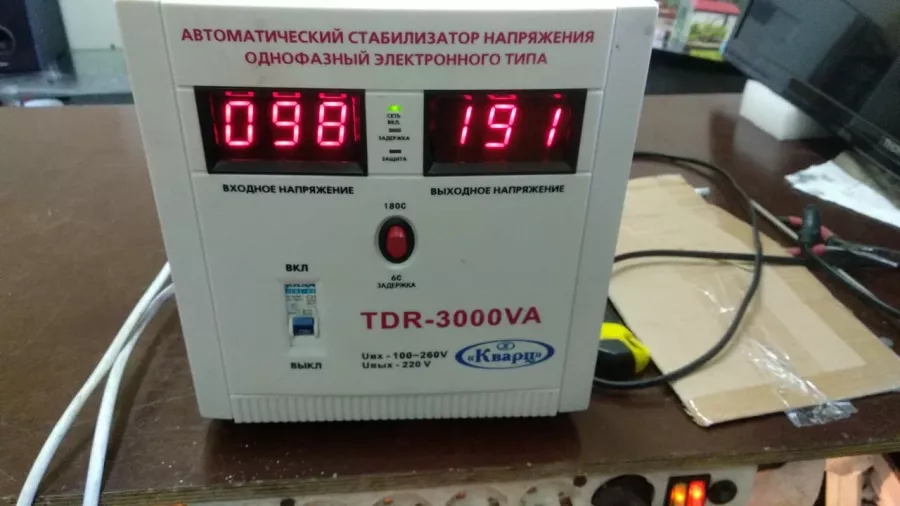 АВТОМАТИЧЕСКИЙ СТАБИЛИЗАТОР НАПРЯЖЕНИЯ
ОДНОФАЗНЫЙ ЭЛЕКТРОННОГО ТИПА
098
СЕТЬ
ВКЛ.
ЗАДЕРЖКА
ЗАЩИТА
191
ВХОДНОЕ НАПРЯЖЕНИЕ
ВЫХОДНОЕ НАПРЯЖЕНИЕ
180С
6С
ЗАДЕРЖКА
ВКЛ
ВЫКЛ
TDR-3000VA
Uвх - 100~260V
Uвых - 220 V
«Кварц»